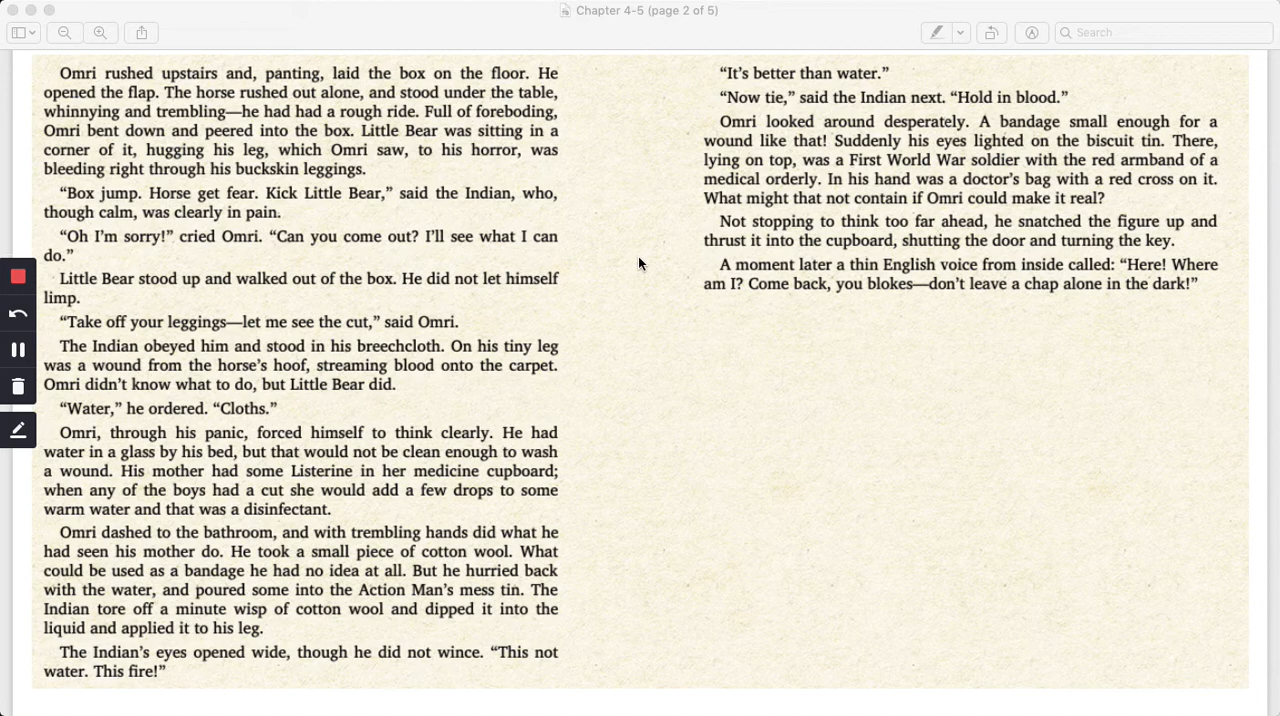 Chapter 4-5 (page 2 of 5)
Search
Omri rushed upstairs and, panting, laid the box on the floor. He
opened the flap. The horse rushed out alone, and stood under the table,
whinnying and trembling—he had had a rough ride. Full of foreboding,
Omri bent down and peered into the box. Little Bear was sitting in a
corner of it, hugging his leg, which Omri saw, to his horror, was
bleeding right through his buckskin leggings.
“Box jump. Horse get fear. Kick Little Bear,” said the Indian, who,
though calm, was clearly in pain.
“Oh I’m sorry!” cried Omri. “Can you come out? I’ll see what I can
do.”
Little Bear stood up and walked out of the box. He did not let himself
limp.
“Take off your leggings—let me see the cut,” said Omri.
The Indian obeyed him and stood in his breechcloth. On his tiny leg
was a wound from the horse’s hoof, streaming blood onto the carpet.
Omri didn’t know what to do, but Little Bear did.
“Water,” he ordered. “Cloths.”
Omri, through his panic, forced himself to think clearly. He had
water in a glass by his bed, but that would not be clean enough to wash
a wound. His mother had some Listerine in her medicine cupboard;
when any of the boys had a cut she would add a few drops to some
warm water and that was a disinfectant.
Omri dashed to the bathroom, and with trembling hands did what he
had seen his mother do. He took a small piece of cotton wool. What
could be used as a bandage he had no idea at all. But he hurried back
with the water, and poured some into the Action Man’s mess tin. The
Indian tore off a minute wisp of cotton wool and dipped it into the
liquid and applied it to his leg.
The Indian’s eyes opened wide, though he did not wince. “This not
water. This fire!”
“It’s better than water.”
“Now tie,” said the Indian next. “Hold in blood.”
Omri looked around desperately. A bandage small enough for a
wound like that! Suddenly his eyes lighted on the biscuit tin. There,
lying on top, was a First World War soldier with the red armband of a
medical orderly. In his hand was a doctor’s bag with a red cross on it.
What might that not contain if Omri could make it real?
Not stopping to think too far ahead, he snatched the figure up and
thrust it into the cupboard, shutting the door and turning the key.
A moment later a thin English voice from inside called: “Here! Where
am I? Come back, you blokes—don’t leave a chap alone in the dark!”